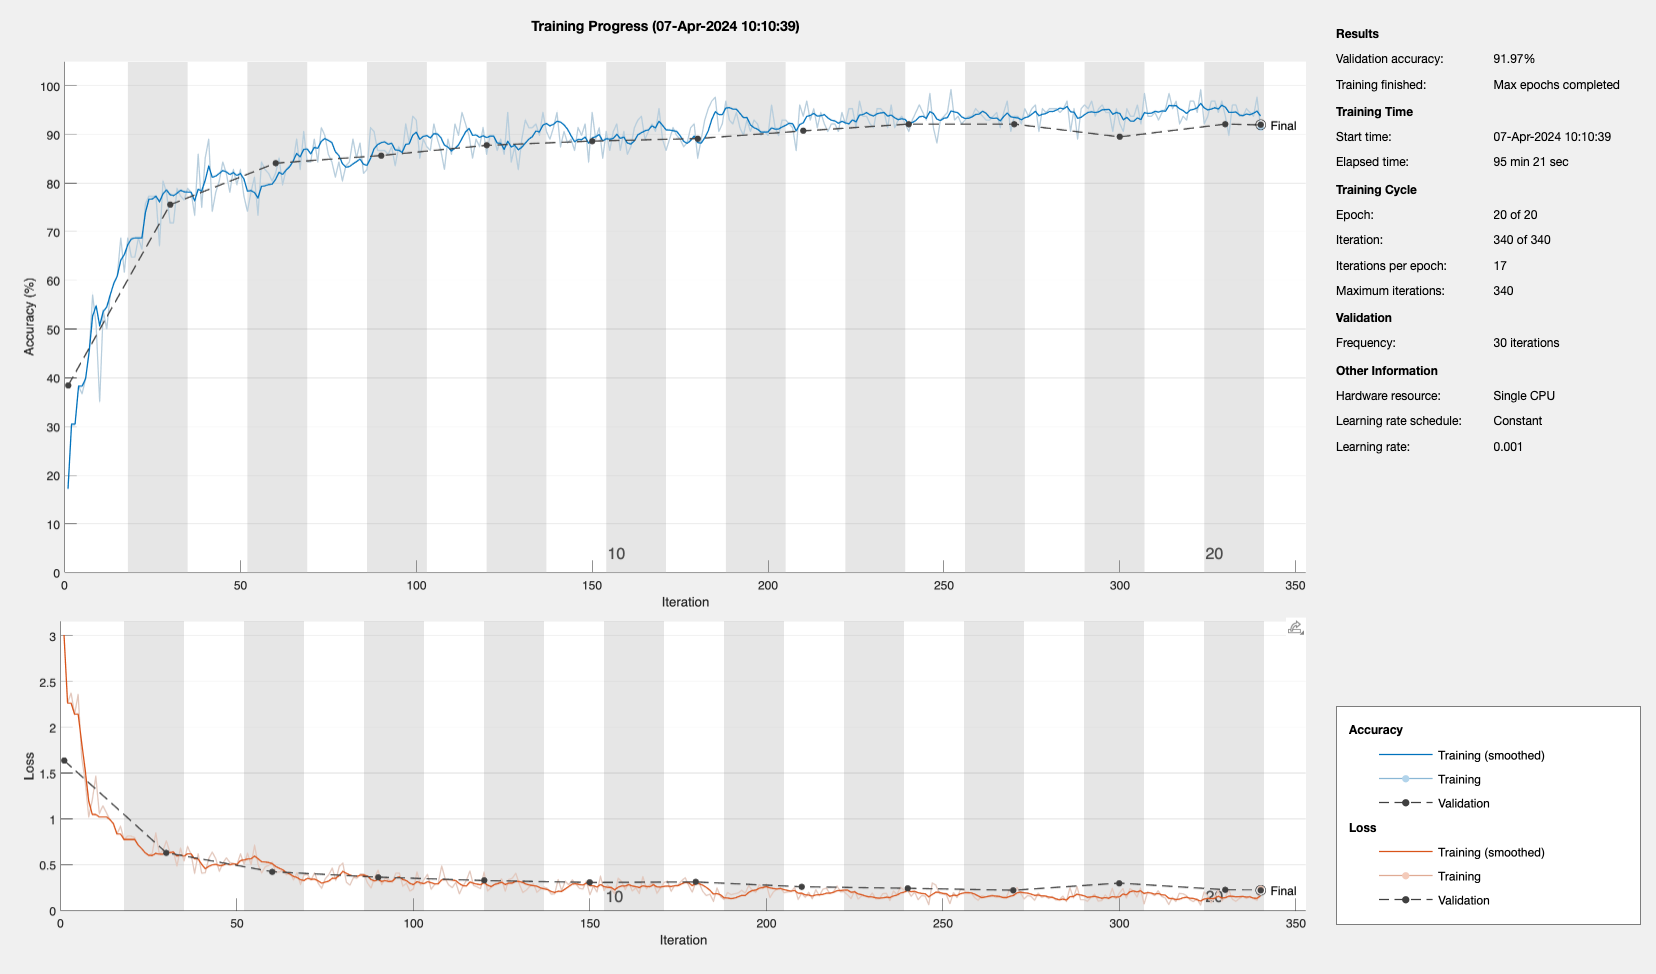 Training Progress (07-Apr-2024 10:10:39)
100
90
80
70
60
50
40
30
20
10
0
Accuracy (%)
10
20
Final
0
50
100
150
200
250
300
350
Iteration
3
2.5
2
1.5
1
0.5
0
Loss
10
20
Final
0
50
100
150
200
250
300
350
Iteration
Results
Validation accuracy: 91.97%
Training finished: Max epochs completed
Training Time
Start time: 07-Apr-2024 10:10:39
Elapsed time: 95 min 21 sec
Training Cycle
Epoch: 20 of 20
Iteration: 340 of 340
Iterations per epoch: 17
Maximum iterations: 340
Validation
Frequency: 30 iterations
Other Information
Hardware resource: Single CPU
Learning rate schedule: Constant
Learning rate: 0.001
Accuracy
Training (smoothed)
Training
Validation
Loss
Training (smoothed)
Training
Validation